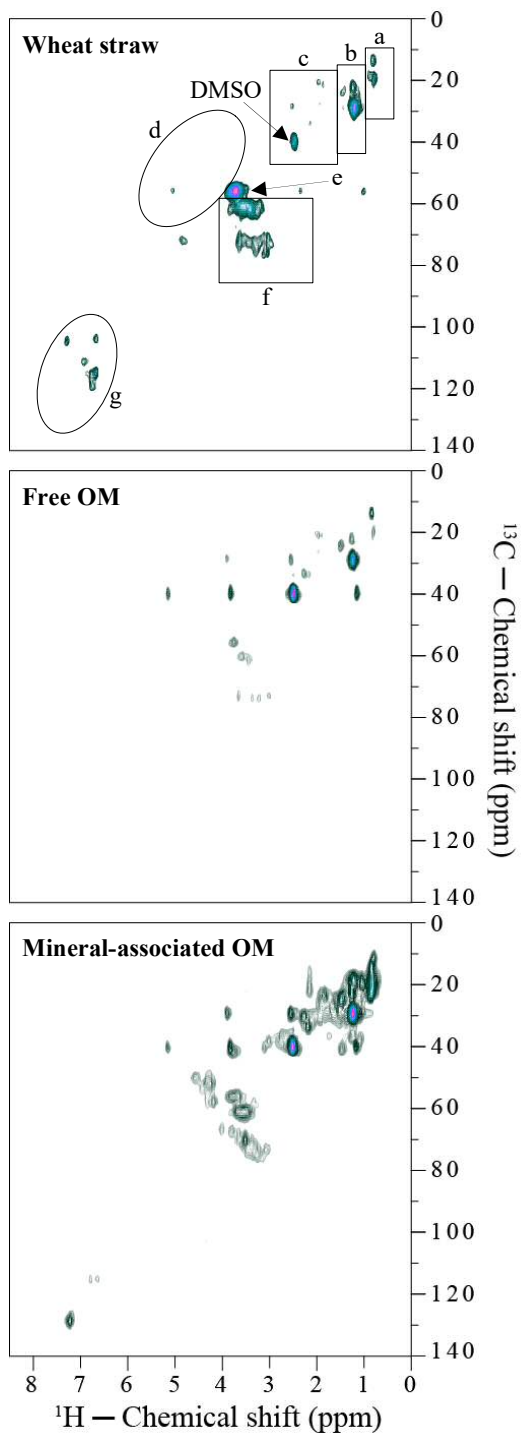 Wheat straw
a
b
c
DMSO
d
e
f
g
0
20
40
60
80
100
120
140
Free OM
0
20
40
60
80
100
120
140
¹³C — Chemical shift (ppm)
Mineral-associated OM
0
20
40
60
80
100
120
140
8 7 6 5 4 3 2 1 0
¹H — Chemical shift (ppm)